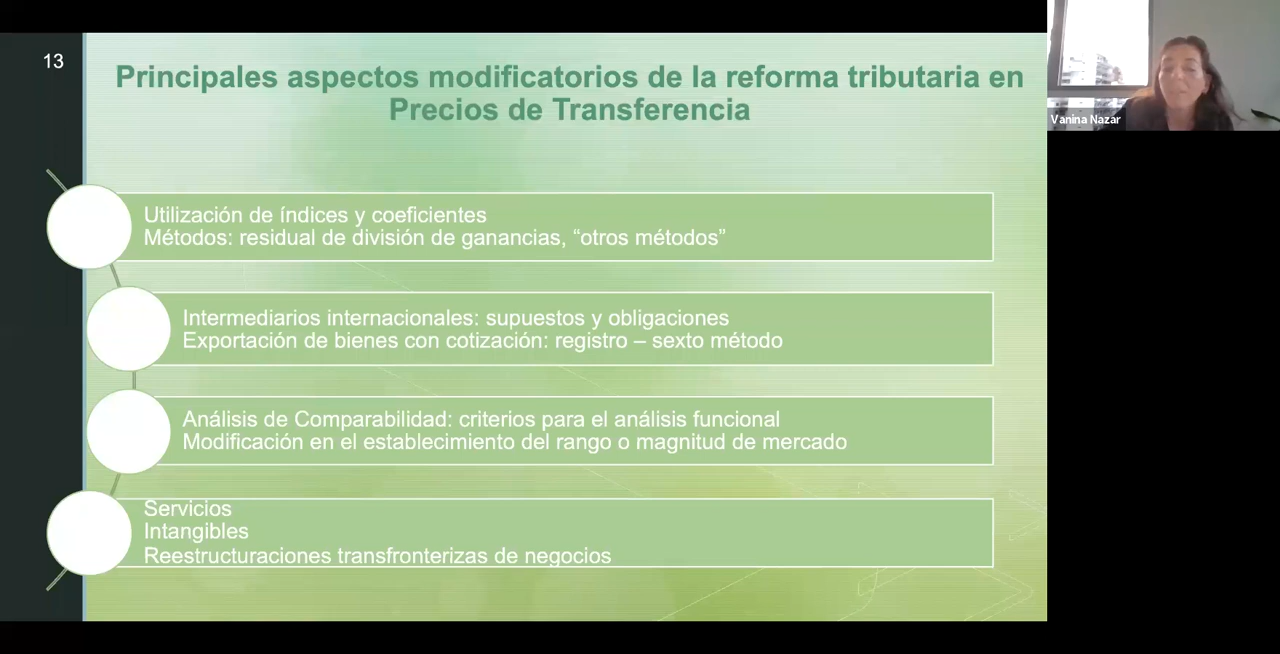 13
Principales aspectos modificatorios de la reforma tributaria en
Precios de Transferencia
Utilización de índices y coeficientes
Métodos: residual de división de ganancias, “otros métodos”
Intermediarios internacionales: supuestos y obligaciones
Exportación de bienes con cotización: registro – sexto método
Análisis de Comparabilidad: criterios para el análisis funcional
Modificación en el establecimiento del rango o magnitud de mercado
Servicios
Intangibles
Reestructuraciones transfronterizas de negocios
Vanina Nazar